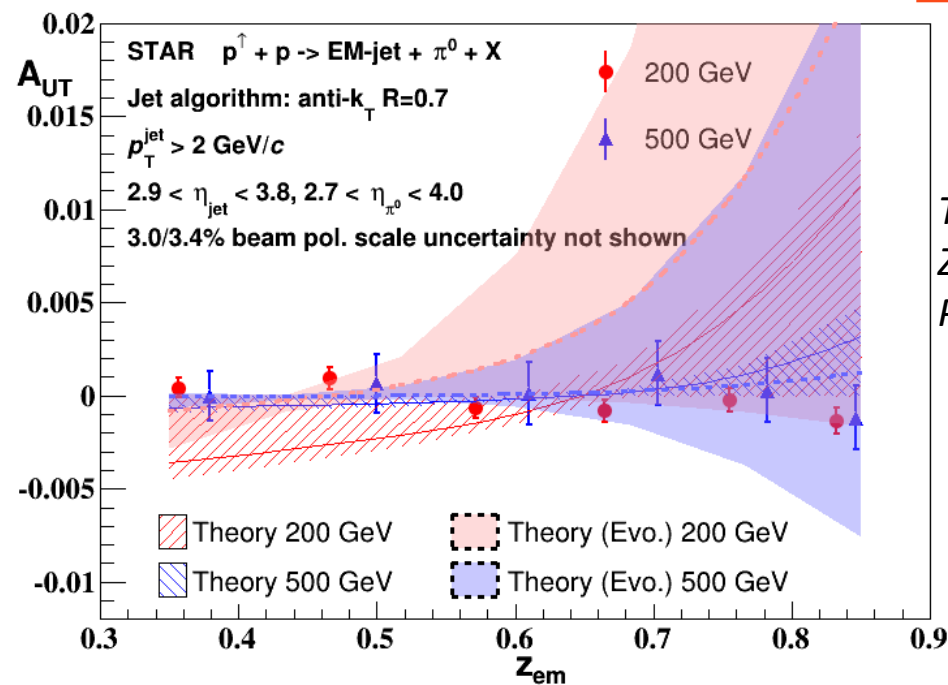 0.02
STAR p↑ + p -> EM-jet + π⁰ + X
A_UT
200 GeV
0.015
Jet algorithm: anti-k_T R=0.7
p_T^jet > 2 GeV/c
500 GeV
2.9 < η_jet < 3.8, 2.7 < η_π⁰ < 4.0
0.01
3.0/3.4% beam pol. scale uncertainty not shown
0.005
0
-0.005
Theory 200 GeV
Theory (Evo.) 200 GeV
-0.01
Theory 500 GeV
Theory (Evo.) 500 GeV
0.3 0.4 0.5 0.6 0.7 0.8 0.9
z_em